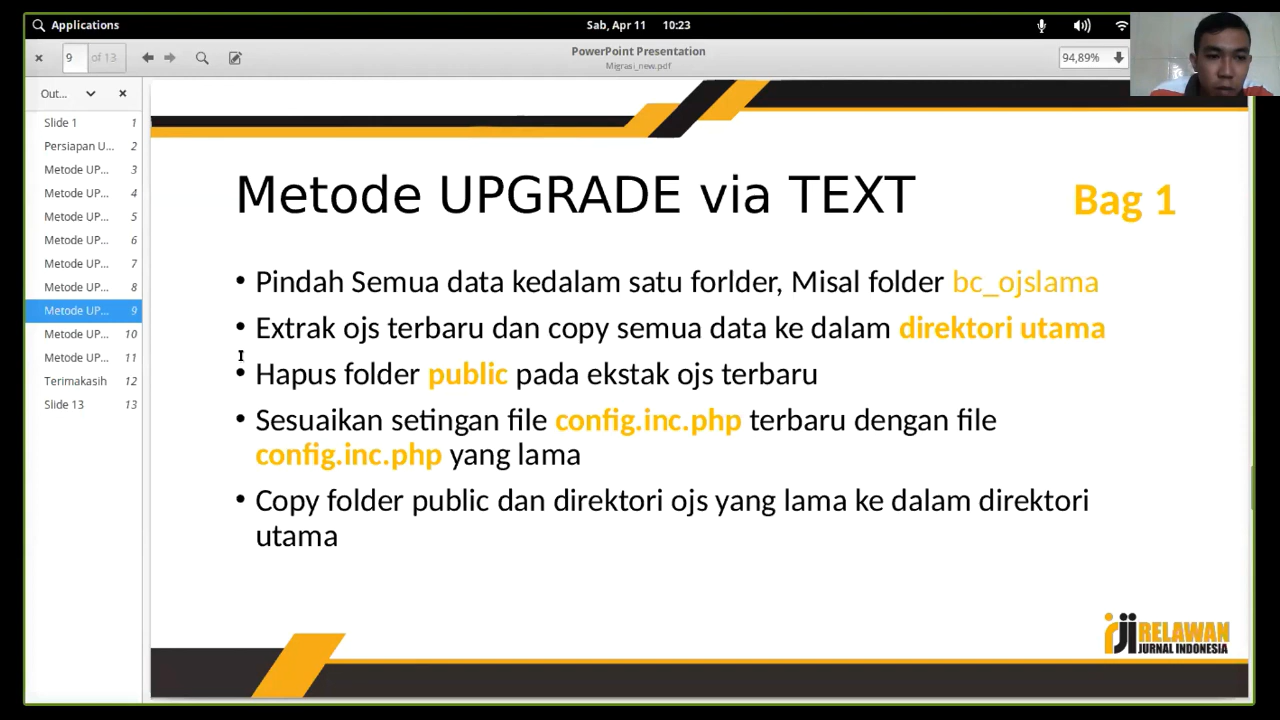 Applications
Sab, Apr 11 10:23
9 of 13
PowerPoint Presentation
Migrasi_new.pdf
94,89%
Out...
Slide 1 1
Persiapan U... 2
Metode UP... 3
Metode UP... 4
Metode UP... 5
Metode UP... 6
Metode UP... 7
Metode UP... 8
Metode UP... 9
Metode UP... 10
Metode UP... 11
Terimakasih 12
Slide 13 13
Metode UPGRADE via TEXT
Bag 1
• Pindah Semua data kedalam satu forlder, Misal folder bc_ojslama
• Extrak ojs terbaru dan copy semua data ke dalam direktori utama
• Hapus folder public pada ekstak ojs terbaru
• Sesuaikan setingan file config.inc.php terbaru dengan file
config.inc.php yang lama
• Copy folder public dan direktori ojs yang lama ke dalam direktori
utama
rji RELAWAN
JURNAL INDONESIA